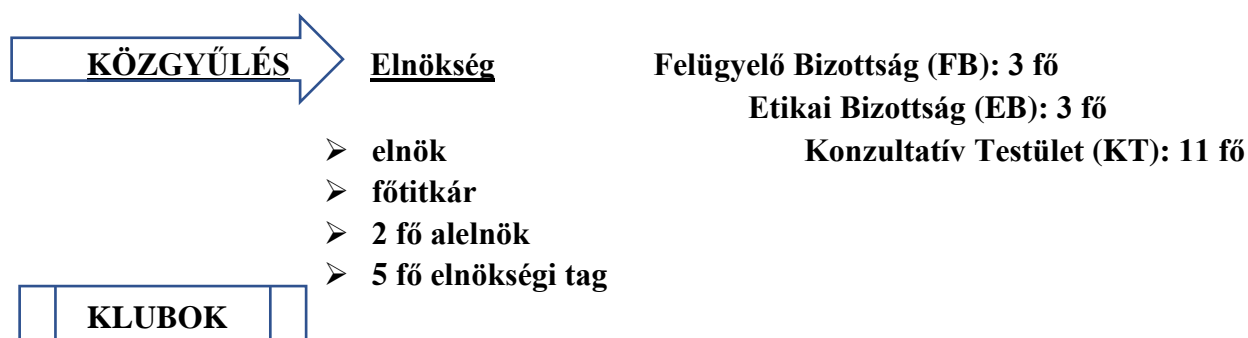 KÖZGYŰLÉS Elnökség Felügyelő Bizottság (FB): 3 fő
Etikai Bizottság (EB): 3 fő
➢ elnök Konzultatív Testület (KT): 11 fő
➢ főtitkár
➢ 2 fő alelnök
➢ 5 fő elnökségi tag
KLUBOK